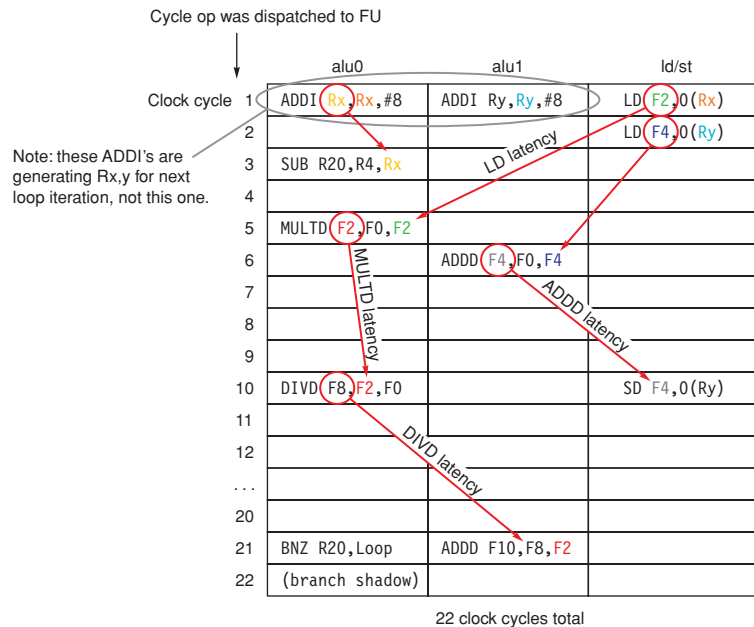 Cycle op was dispatched to FU
alu0 alu1 ld/st
Clock cycle 1 ADDI Rx,Rx,#8 ADDI Ry,Ry,#8 LD F2,0(Rx)
2 LD F4,0(Ry)
Note: these ADDI's are
generating Rx,y for next
loop iteration, not this one.
LD latency
3 SUB R20,R4,Rx
4
5 MULTD F2,F0,F2
6 ADDD F4,F0,F4
MULTD latency
ADDD latency
7
8
9
10 DIVD F8,F2,F0 SD F4,0(Ry)
11
DIVD latency
12
...
20
21 BNZ R20,Loop ADDD F10,F8,F2
22 (branch shadow)
22 clock cycles total